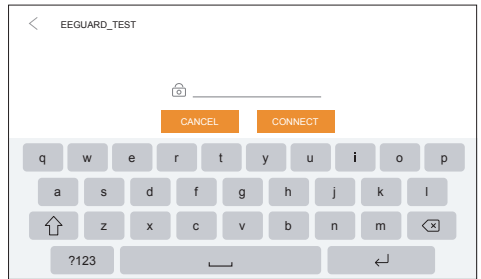 EEGUARD_TEST
CANCEL CONNECT
q w e r t y u i o p
a s d f g h j k l
z x c v b n m
?123